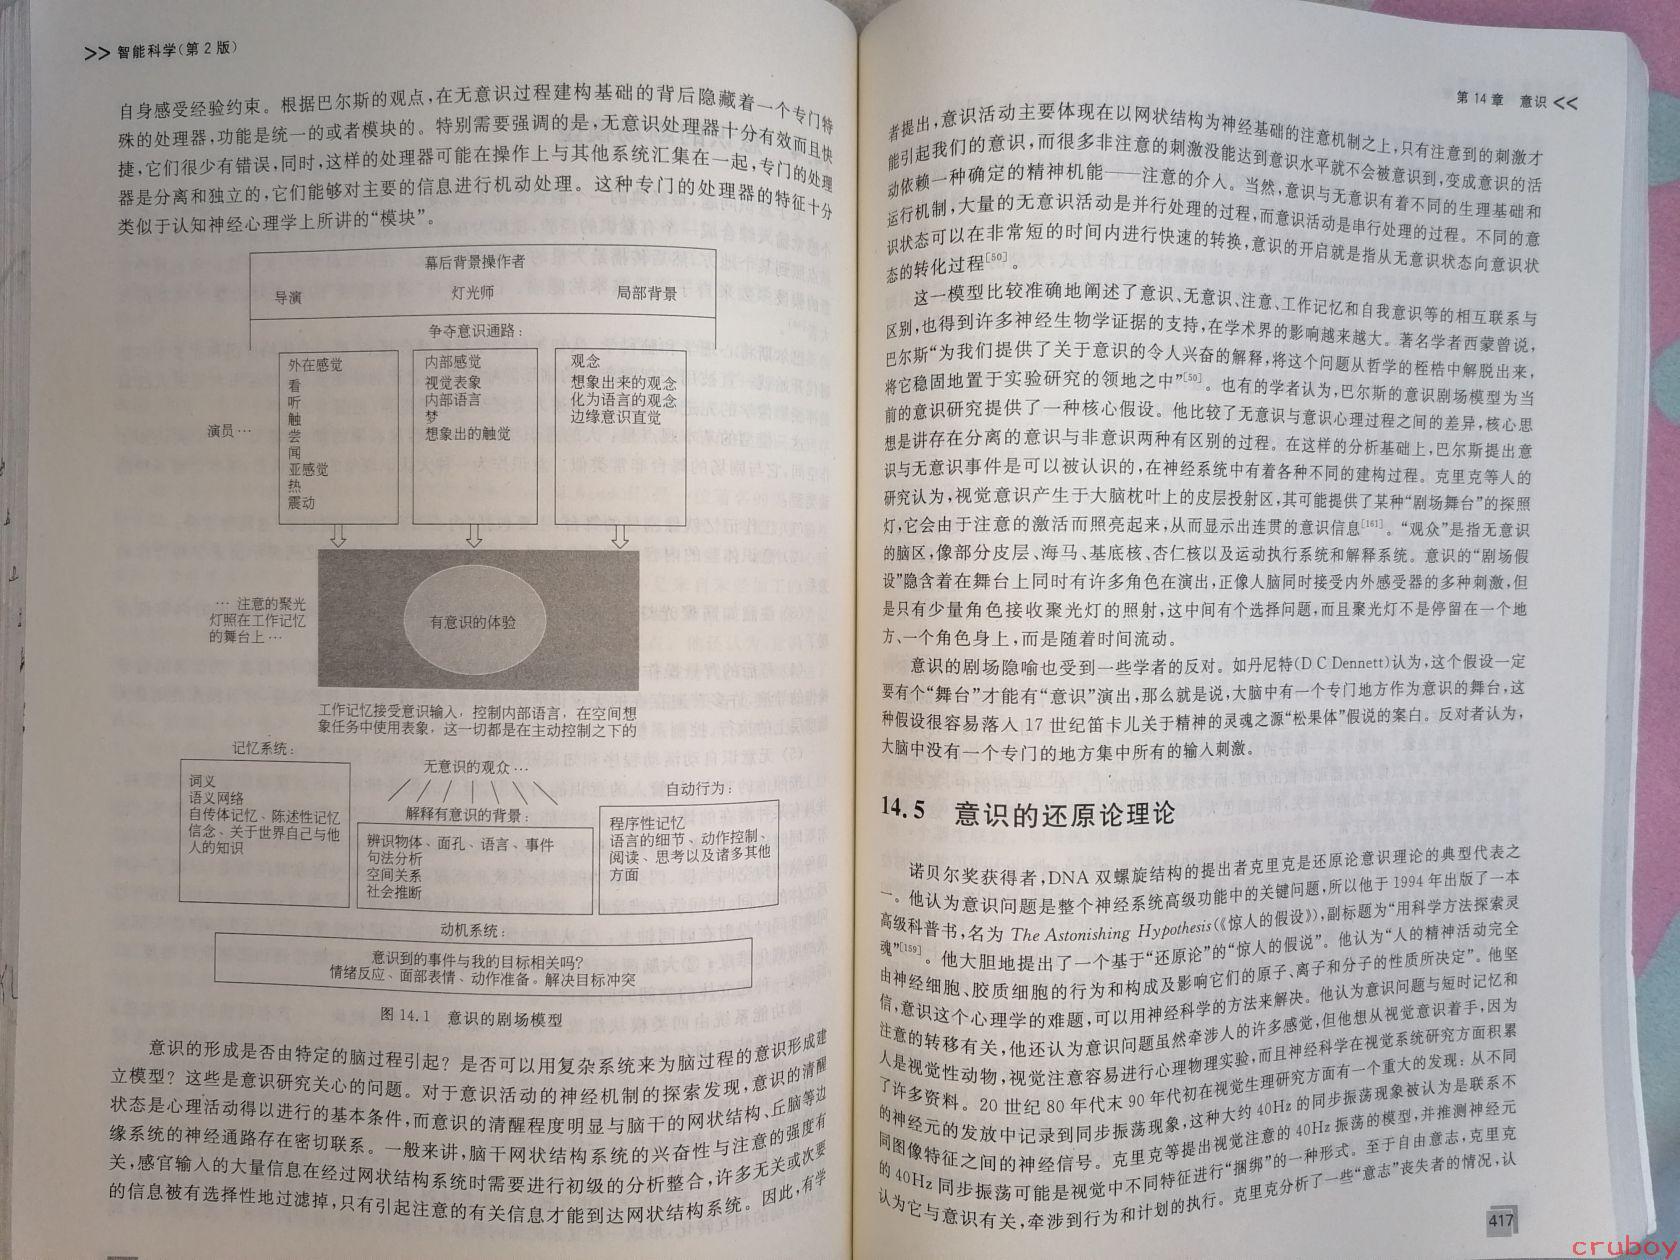 >> 智能科学(第2版)
自身感受经验约束。根据巴尔斯的观点,在无意识过程建构基础的背后隐藏着一个专门特
殊的处理器,功能是统一的或者模块的。特别需要强调的是,无意识处理器十分有效而且快
捷,它们很少有错误,同时,这样的处理器可能在操作上与其他系统汇集在一起,专门的处理
器是分离和独立的,它们能够对主要的信息进行机动处理。这种专门的处理器的特征十分
类似于认知神经心理学上所讲的“模块”。
幕后背景操作者
导演 灯光师 局部背景
争夺意识通路:
演员…
外在感觉
看
听
触
尝
闻
亚感觉
热
震动
内部感觉
视觉表象
内部语言
梦
想象出的触觉
观念
想象出来的观念
化为语言的观念
边缘意识直觉
… 注意的聚光
灯照在工作记忆
的舞台上 …
有意识的体验
工作记忆接受意识输入,控制内部语言,在空间想
象任务中使用表象,这一切都是在主动控制之下的
记忆系统:
词义
语义网络
自传体记忆、陈述性记忆
信念、关于世界自己与他
人的知识
无意识的观众 …
解释有意识的背景:
辨识物体、面孔、语言、事件
句法分析
空间关系
社会推断
自动行为:
程序性记忆
语言的细节、动作控制、
阅读、思考以及诸多其他
方面
动机系统:
意识到的事件与我的目标相关吗?
情绪反应、面部表情、动作准备。解决目标冲突
图 14.1 意识的剧场模型
意识的形成是否由特定的脑过程引起?是否可以用复杂系统来为脑过程的意识形成建
立模型?这些是意识研究关心的问题。对于意识活动的神经机制的探索发现,意识的清醒
状态是心理活动得以进行的基本条件,而意识的清醒程度明显与脑干的网状结构、丘脑等边
缘系统的神经通路存在密切联系。一般来讲,脑干网状结构系统的兴奋性与注意的强度有
关,感官输入的大量信息在经过网状结构系统时需要进行初级的分析整合,许多无关或次要
的信息被有选择性地过滤掉,只有引起注意的有关信息才能到达网状结构系统。因此,有学
第14章 意识 <<
者提出,意识活动主要体现在以网状结构为神经基础的注意机制之上,只有注意到的刺激才
能引起我们的意识,而很多非注意的刺激没能达到意识水平就不会被意识到,变成意识的活
动依赖一种确定的精神机能——注意的介入。当然,意识与无意识有着不同的生理基础和
运行机制,大量的无意识活动是并行处理的过程,而意识活动是串行处理的过程。不同的意
识状态可以在非常短的时间内进行快速的转换,意识的开启就是指从无意识状态向意识状
态的转化过程[50]。
这一模型比较准确地阐述了意识、无意识、注意、工作记忆和自我意识等的相互联系与
区别,也得到许多神经生物学证据的支持,在学术界的影响越来越大。著名学者西蒙曾说,
巴尔斯“为我们提供了关于意识的令人兴奋的解释,将这个问题从哲学的桎梏中解脱出来,
将它稳固地置于实验研究的领地之中”[50]。也有的学者认为,巴尔斯的意识剧场模型为当
前的意识研究提供了一种核心假设。他比较了无意识与意识心理过程之间的差异,核心思
想是讲存在分离的意识与非意识两种有区别的过程。在这样的分析基础上,巴尔斯提出意
识与无意识事件是可以被认识的,在神经系统中有着各种不同的建构过程。克里克等人的
研究认为,视觉意识产生于大脑枕叶上的皮层投射区,其可能提供了某种“剧场舞台”的探照
灯,它会由于注意的激活而照亮起来,从而显示出连贯的意识信息[161]。“观众”是指无意识
的脑区,像部分皮层、海马、基底核、杏仁核以及运动执行系统和解释系统。意识的“剧场假
设”隐含着在舞台上同时有许多角色在演出,正像人脑同时接受内外感受器的多种刺激,但
是只有少量角色接收聚光灯的照射,这中间有个选择问题,而且聚光灯不是停留在一个地
方、一个角色身上,而是随着时间流动。
意识的剧场隐喻也受到一些学者的反对。如丹尼特(D C Dennett)认为,这个假设一定
要有个“舞台”才能有“意识”演出,那么就是说,大脑中有一个专门地方作为意识的舞台,这
种假设很容易落入 17 世纪笛卡儿关于精神的灵魂之源“松果体”假说的案白。反对者认为,
大脑中没有一个专门的地方集中所有的输入刺激。
14.5 意识的还原论理论
诺贝尔奖获得者,DNA 双螺旋结构的提出者克里克是还原论意识理论的典型代表之
一。他认为意识问题是整个神经系统高级功能中的关键问题,所以他于 1994 年出版了一本
高级科普书,名为 The Astonishing Hypothesis(《惊人的假设》),副标题为“用科学方法探索灵
魂”[159]。他大胆地提出了一个基于“还原论”的“惊人的假说”。他认为“人的精神活动完全
由神经细胞、胶质细胞的行为和构成及影响它们的原子、离子和分子的性质所决定”。他坚
信,意识这个心理学的难题,可以用神经科学的方法来解决。他认为意识问题与短时记忆和
注意的转移有关,他还认为意识问题虽然牵涉人的许多感觉,但他想从视觉意识着手,因为
人是视觉性动物,视觉注意容易进行心理物理实验,而且神经科学在视觉系统研究方面积累
了许多资料。20 世纪 80 年代末 90 年代初在视觉生理研究方面有一个重大的发现:从不同
的神经元的发放中记录到同步振荡现象,这种大约 40Hz 的同步振荡现象被认为是联系不
同图像特征之间的神经信号。克里克等提出视觉注意的 40Hz 振荡的模型,并推测神经元
的 40Hz 同步振荡可能是视觉中不同特征进行“捆绑”的一种形式。至于自由意志,克里克
认为它与意识有关,牵涉到行为和计划的执行。克里克分析了一些“意志”丧失者的情况,认
417
cruboy